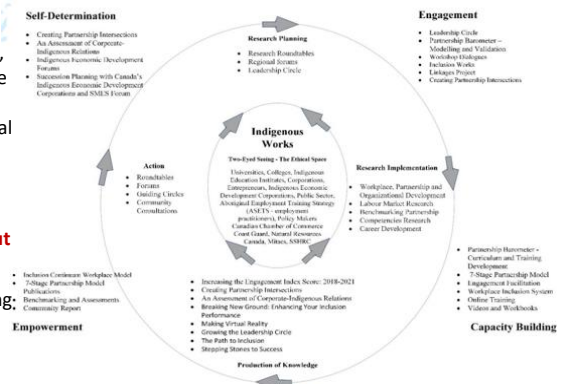 Self-Determination
• Creating Partnership Intersections
• An Assessment of Corporate-
Indigenous Relations
• Indigenous Economic Development
Forums
• Succession Planning with Canada's
Indigenous Economic Development
Corporations and SMES Forum
Engagement
• Leadership Circle
• Partnership Barometer –
Modelling and Validation
• Workshop Dialogues
• Inclusion Works
• Linkages Project
• Creating Partnership Intersections
Research Planning
• Research Roundtables
• Regional forums
• Leadership Circle
Indigenous
Works
Two-Eyed Seeing - The Ethical Space
Universities, Colleges, Indigenous
Education Institutes, Corporations,
Entrepreneurs, Indigenous Economic
Development Corporations, Public Sector,
Aboriginal Employment Training Strategy
(ASETS - employment
practitioners), Policy Makers
Canadian Chamber of Commerce
Coast Guard, Natural Resources
Canada, Mitacs, SSHRC
Action
• Roundtables
• Forums
• Guiding Circles
• Community
Consultations
Research Implementation
• Workplace, Partnership and
Organizational Development
• Labour Market Research
• Benchmarking Partnership
• Competencies Research
• Career Development
• Inclusion Continuum Workplace Model
• 7-Stage Partnership Model
Publications
• Benchmarking and Assessments
• Community Report
Empowerment
• Increasing the Engagement Index Score: 2018-2021
• Creating Partnership Intersections
• An Assessment of Corporate-Indigenous Relations
• Breaking New Ground: Enhancing Your Inclusion
Performance
• Making Virtual Reality
• Growing the Leadership Circle
• The Path to Inclusion
• Stepping Stones to Success
Production of Knowledge
• Partnership Barometer -
Curriculum and Training
Development
• 7-Stage Partnership Model
• Engagement Facilitation
• Workplace Inclusion System
• Online Training
• Videos and Workbooks
Capacity Building